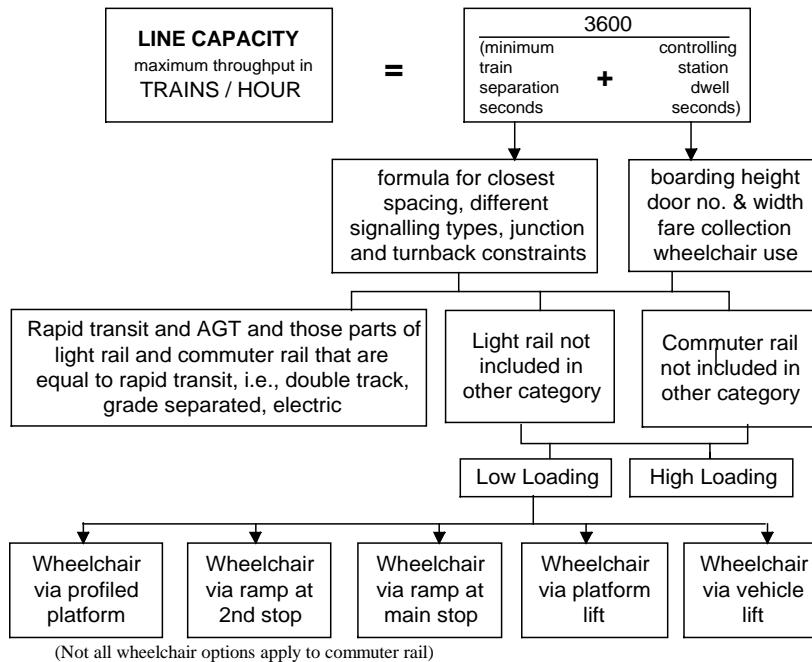 LINE CAPACITY
maximum throughput in
TRAINS / HOUR
=
3600
(minimum
train
separation
seconds
+
controlling
station
dwell
seconds)
formula for closest
spacing, different
signalling types, junction
and turnback constraints
boarding height
door no. & width
fare collection
wheelchair use
Rapid transit and AGT and those parts of
light rail and commuter rail that are
equal to rapid transit, i.e., double track,
grade separated, electric
Light rail not
included in
other category
Commuter rail
not included in
other category
Low Loading
High Loading
Wheelchair
via profiled
platform
Wheelchair
via ramp at
2nd stop
Wheelchair
via ramp at
main stop
Wheelchair
via platform
lift
Wheelchair
via vehicle
lift
(Not all wheelchair options apply to commuter rail)